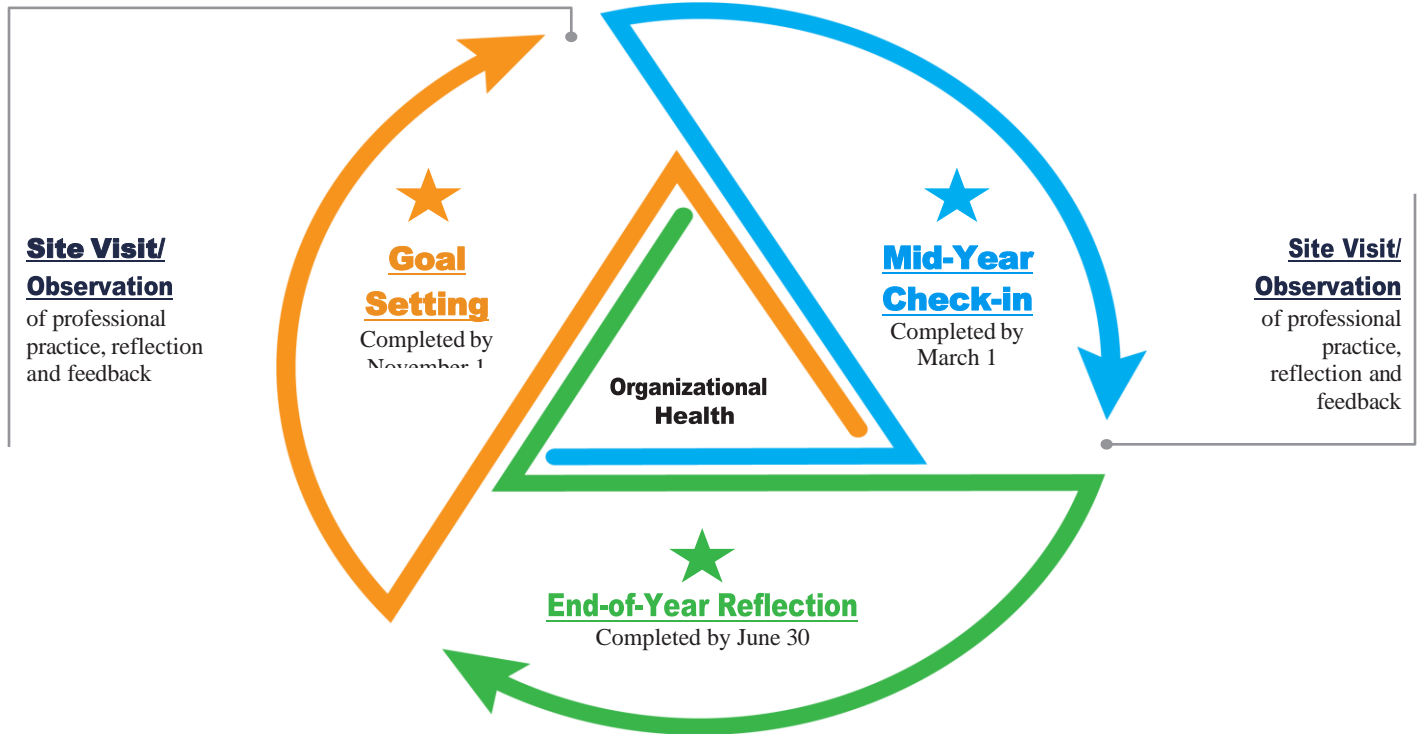 Site Visit/
Observation
of professional
practice, reflection
and feedback
Goal
Setting
Completed by
November 1
Organizational
Health
Mid-Year
Check-in
Completed by
March 1
Site Visit/
Observation
of professional
practice,
reflection and
feedback
End-of-Year Reflection
Completed by June 30